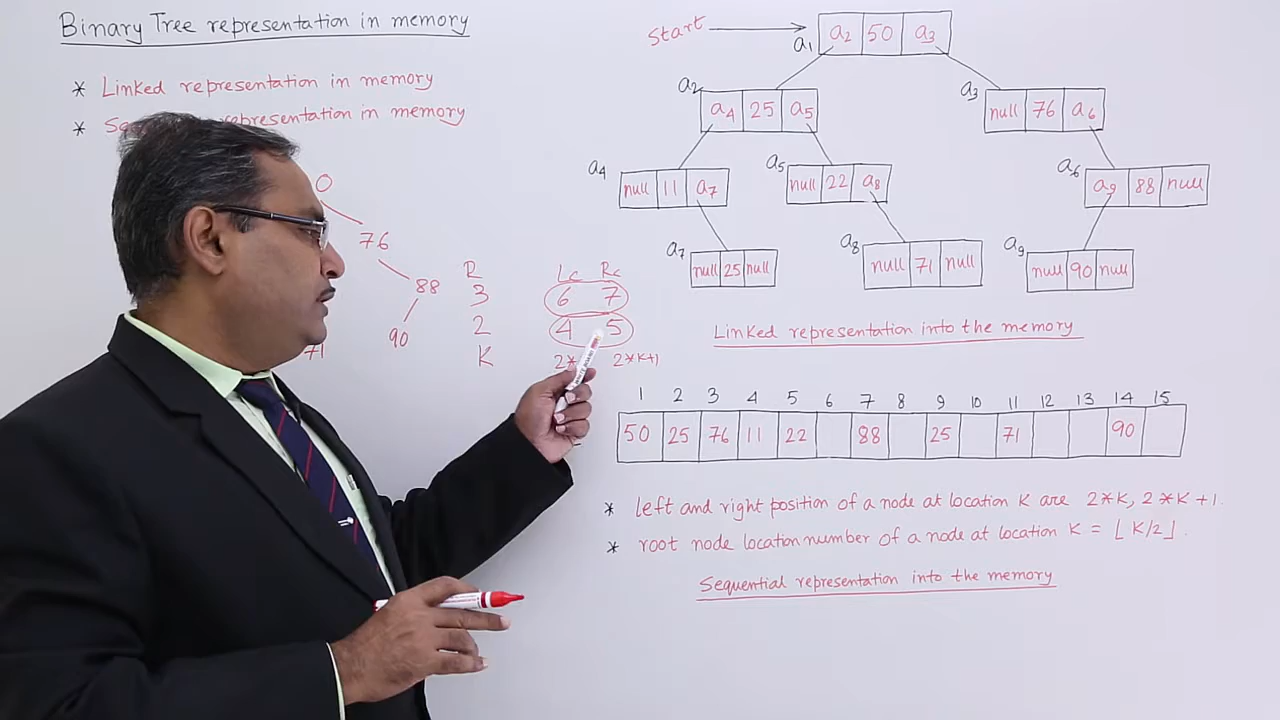 Binary Tree representation in memory
* Linked representation in memory
* representation in memory
76
88
90
71
R Lc Rc
3 6 7
2 4 5
K 2* 2*K+1
Start
a1 a2 50 a3
a2 a4 25 a5
a3 null 76 a6
a4 null 11 a7
a5 null 22 a8
a6 a9 88 null
a7 null 25 null
a8 null 71 null
a9 null 90 null
Linked representation into the memory
1 2 3 4 5 6 7 8 9 10 11 12 13 14 15
50 25 76 11 22 88 25 71 90
* left and right position of a node at location K are 2*K, 2*K+1.
* root node location number of a node at location K = ⌊K/2⌋.
Sequential representation into the memory